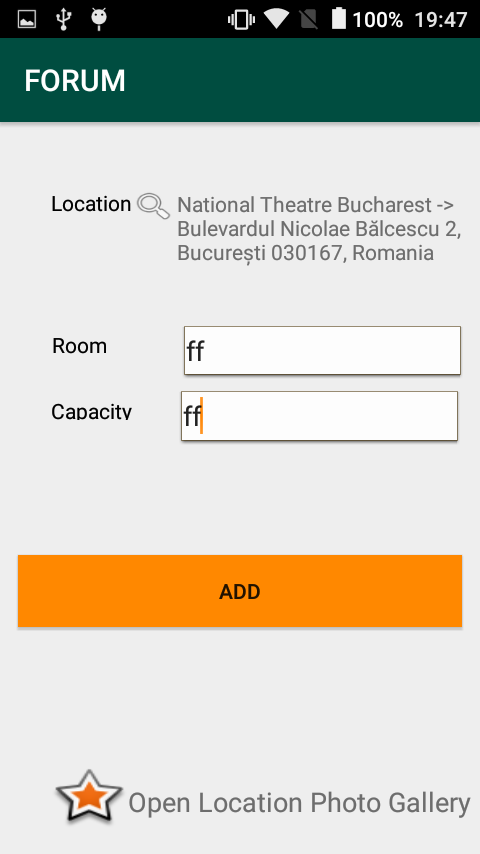 100% 19:47
FORUM
Location National Theatre Bucharest ->
Bulevardul Nicolae Bălcescu 2,
București 030167, Romania
Room ff
Capacity ff
ADD
Open Location Photo Gallery